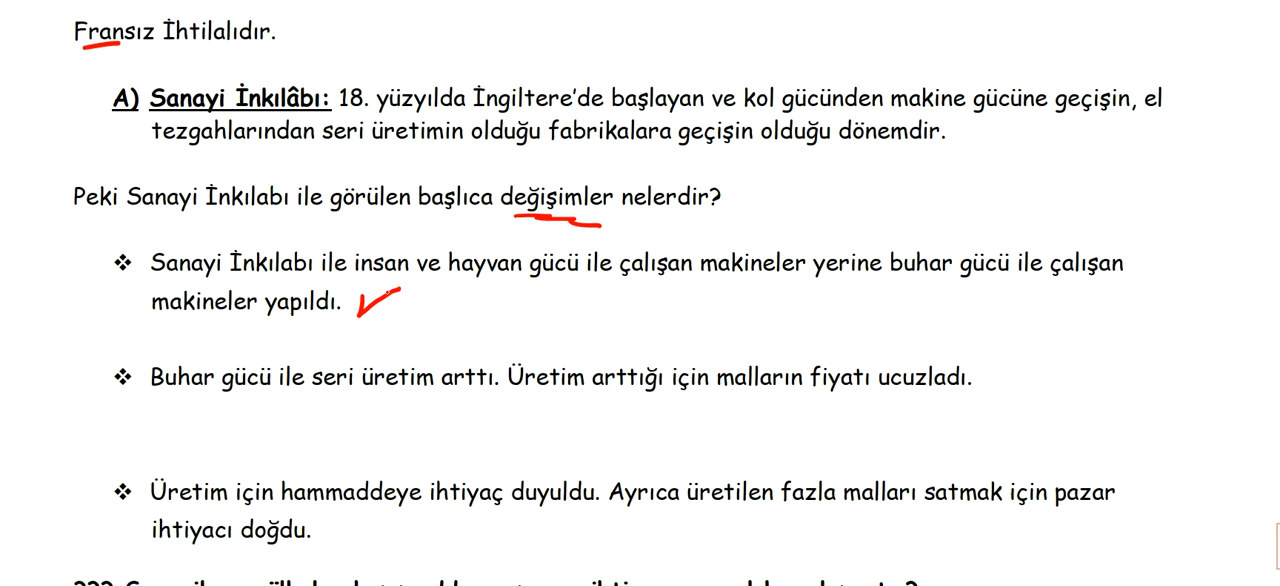 Fransız İhtilalıdır.
A) Sanayi İnkılâbı: 18. yüzyılda İngiltere'de başlayan ve kol gücünden makine gücüne geçişin, el
tezgahlarından seri üretimin olduğu fabrikalara geçişin olduğu dönemdir.
Peki Sanayi İnkılabı ile görülen başlıca değişimler nelerdir?
❖ Sanayi İnkılabı ile insan ve hayvan gücü ile çalışan makineler yerine buhar gücü ile çalışan
makineler yapıldı.
❖ Buhar gücü ile seri üretim arttı. Üretim arttığı için malların fiyatı ucuzladı.
❖ Üretim için hammaddeye ihtiyaç duyuldu. Ayrıca üretilen fazla malları satmak için pazar
ihtiyacı doğdu.